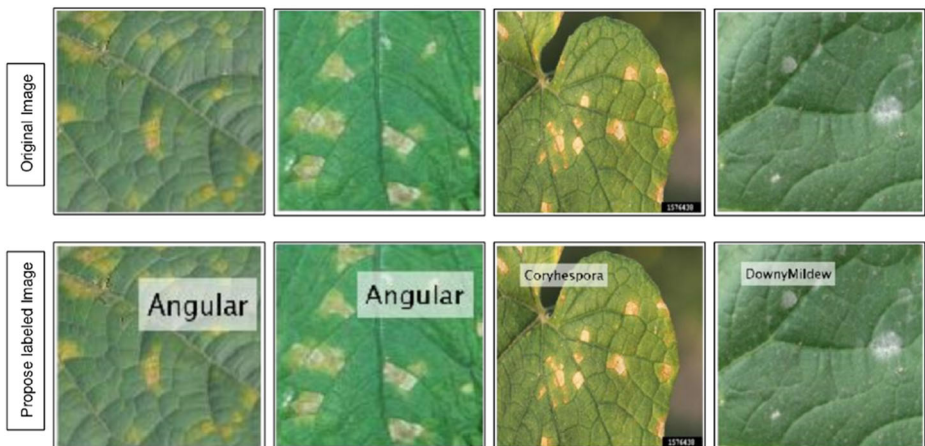 Original Image
1576430
Propose labeled Image
Angular
Angular
Coryhespora
DownyMildew
1576430